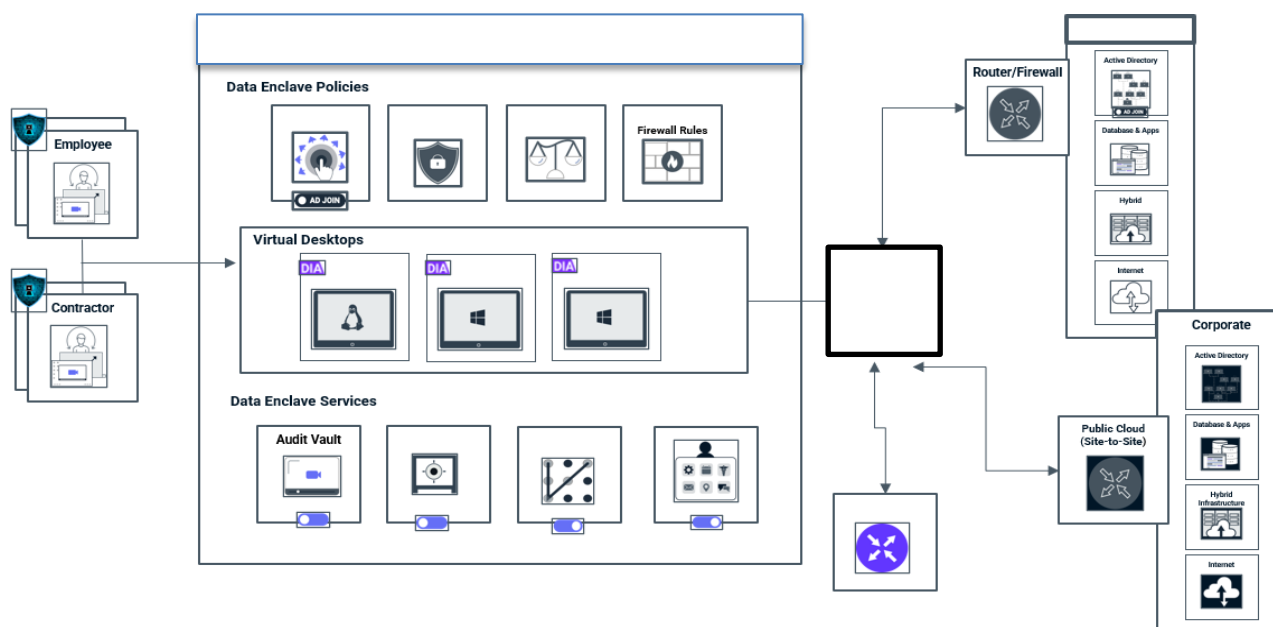 Employee
Contractor
Data Enclave Policies
AD JOIN
Firewall Rules
Virtual Desktops
DIA
DIA
DIA
Data Enclave Services
Audit Vault
Router/Firewall
Active Directory
AD JOIN
Database & Apps
Hybrid
Internet
Public Cloud
(Site-to-Site)
Corporate
Active Directory
Database & Apps
Hybrid
Infrastructure
Internet